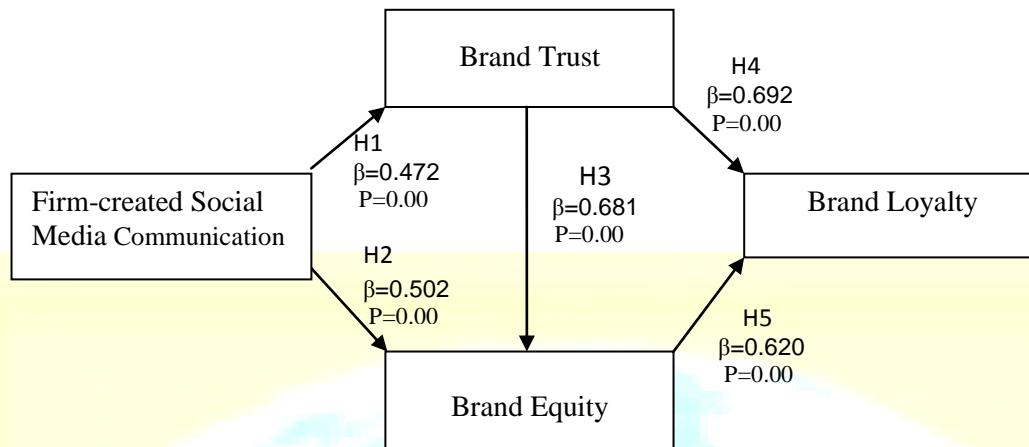 Brand Trust
H4
β=0.692
P=0.00
H1
β=0.472
P=0.00
H3
β=0.681
P=0.00
Firm-created Social
Media Communication
Brand Loyalty
H2
β=0.502
P=0.00
H5
β=0.620
P=0.00
Brand Equity